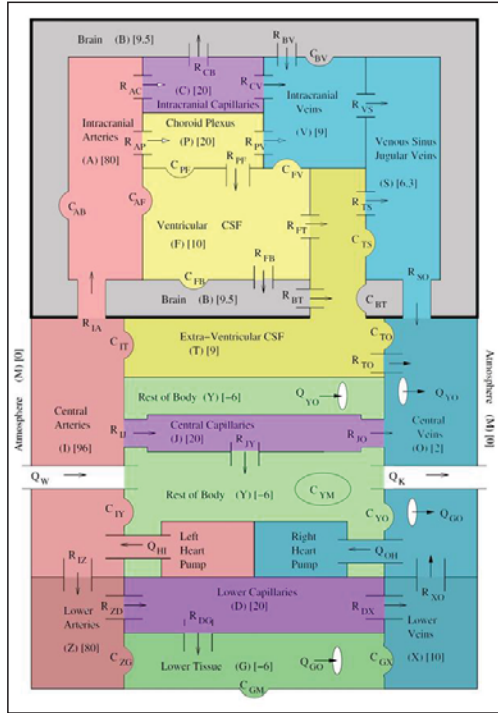 Brain (B) [9.5]
R_BV
C_BV
R_CB
R_AC
(C) [20]
R_CV
Intracranial Capillaries
Intracranial
Veins
(V) [9]
R_VS
Intracranial
Arteries
(A) [80]
Choroid Plexus
(P) [20]
R_AP
R_PV
C_PF
R_PF
C_FV
Venous Sinus
Jugular Veins
(S) [6.3]
C_AB
C_AF
Ventricular CSF
(F) [10]
R_FT
R_TS
C_TS
R_FB
C_FB
R_SO
Brain (B) [9.5]
R_BT
C_BT
R_IA
Extra-Ventricular CSF
(T) [9]
C_IT
C_TO
R_TO
Atmosphere (M) [0]
Atmosphere (M) [0]
Rest of Body (Y) [-6]
Q_YO
Q_YO
Central
Arteries
(I) [96]
R_IJ
Central Capillaries
(J) [20]
R_JY
R_JO
Central
Veins
(O) [2]
Q_W
Q_K
Rest of Body (Y) [-6]
C_YM
C_IY
C_YO
Q_GO
Q_HI
Left
Heart
Pump
Right
Heart
Pump
Q_OH
R_IZ
R_XO
Lower
Arteries
(Z) [80]
R_ZD
Lower Capillaries
(D) [20]
R_DX
Lower
Veins
(X) [10]
R_DG
C_ZG
Lower Tissue (G) [-6]
Q_GO
C_GX
C_GM